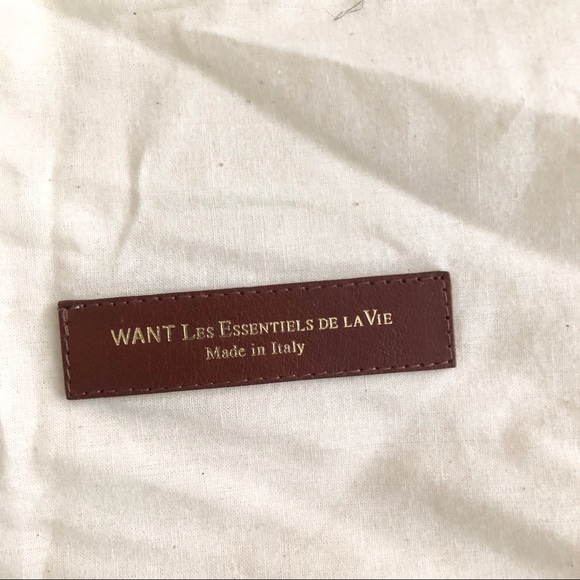 WANT LES ESSENTIELS DE LA VIE
Made in Italy